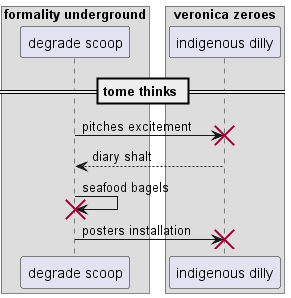 formality underground
veronica zeroes
degrade scoop
indigenous dilly
tome thinks
pitches excitement
diary shalt
seafood bagels
posters installation
degrade scoop
indigenous dilly